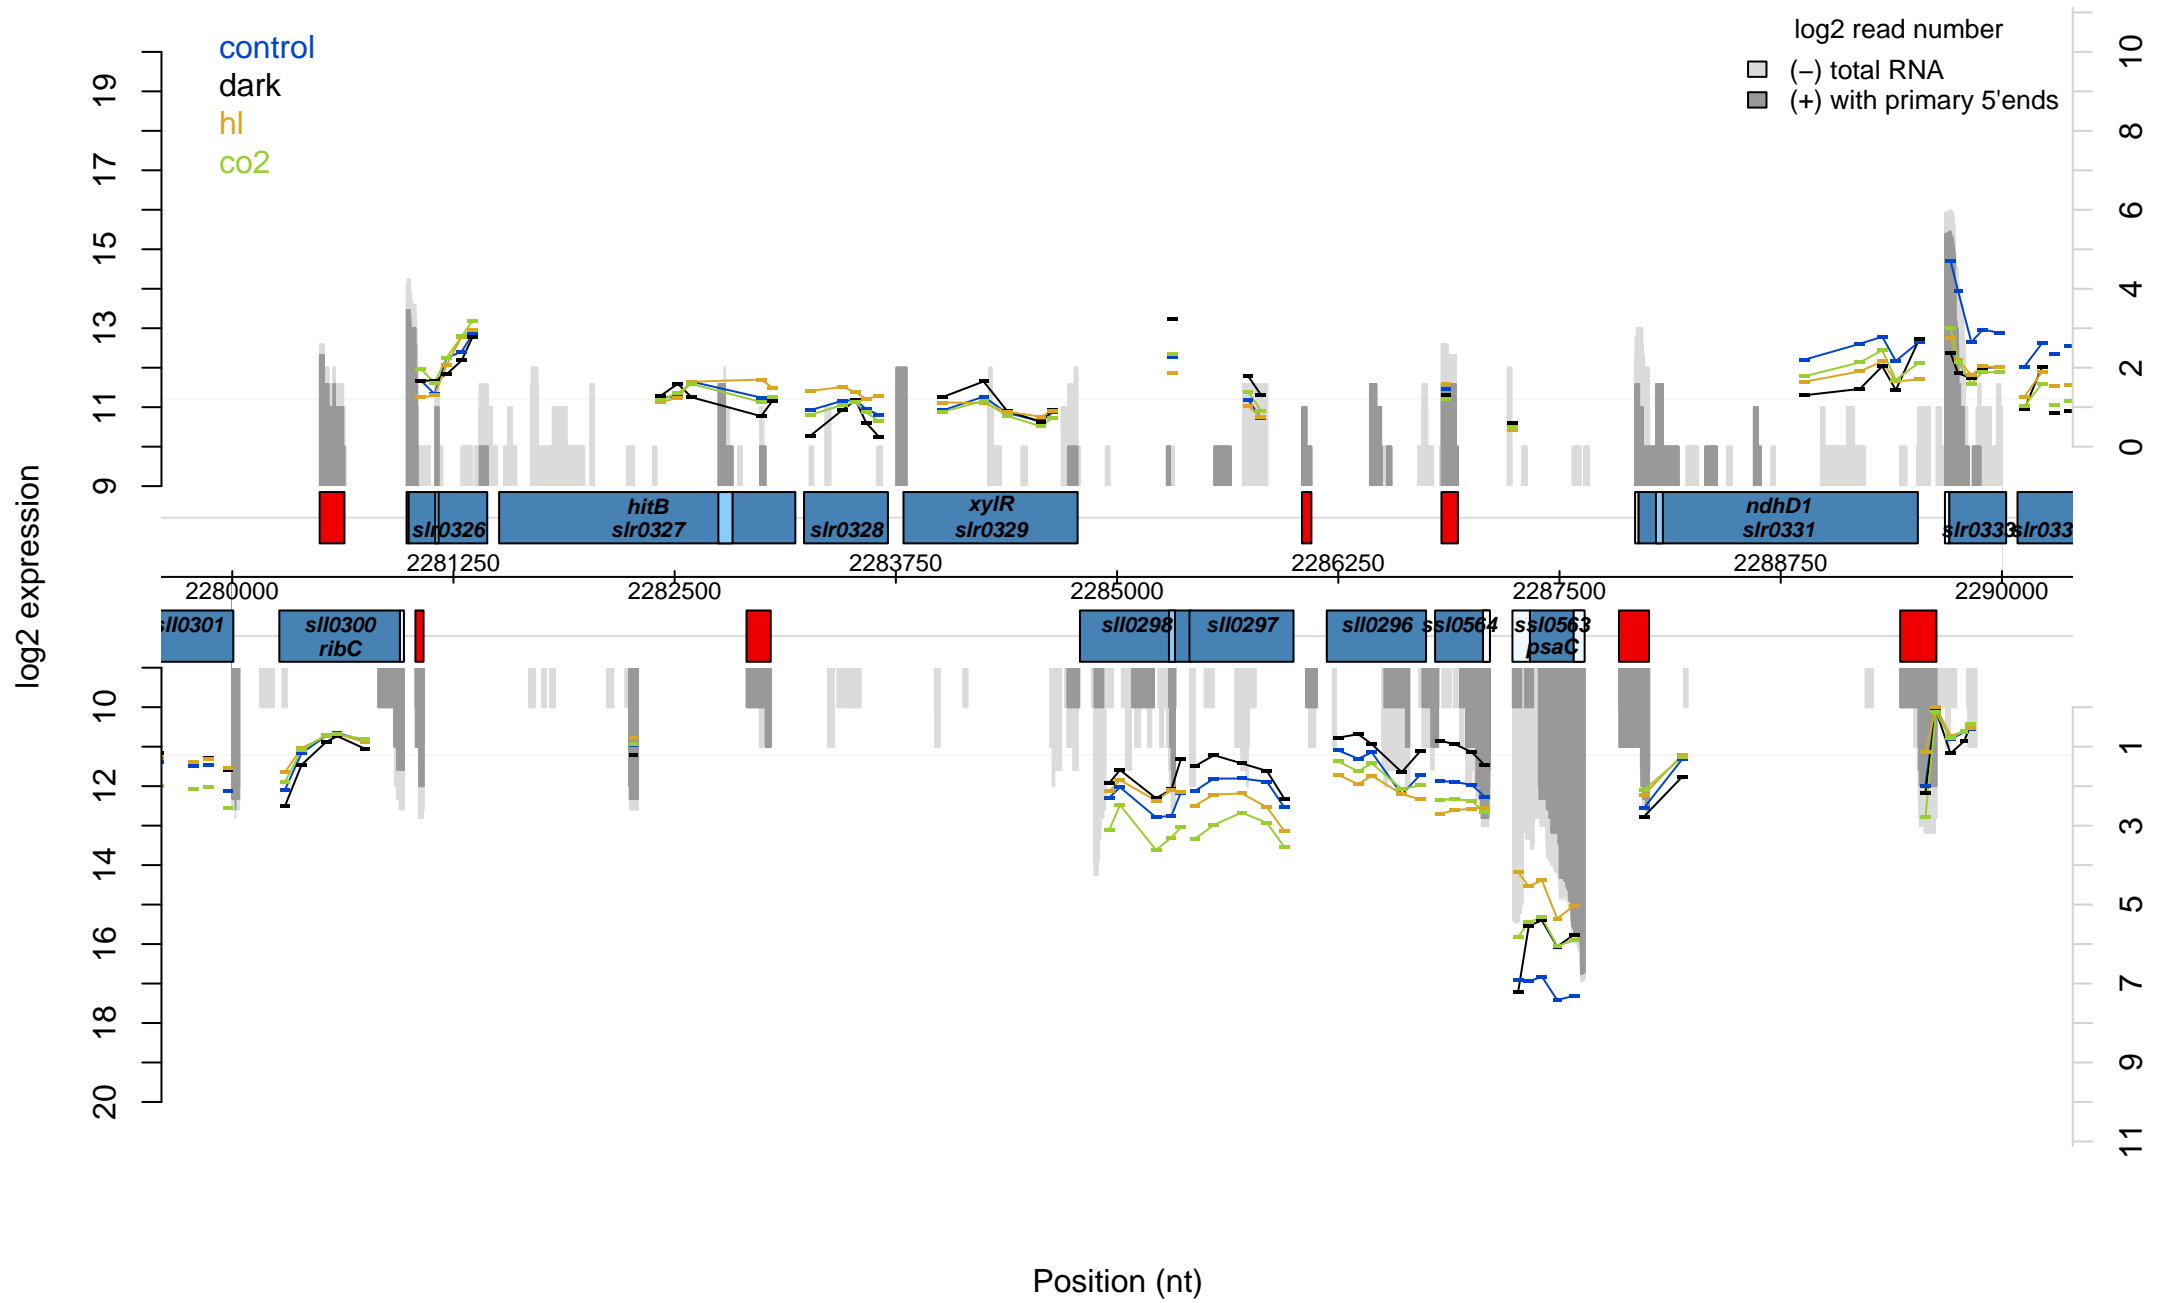 control
dark
hl
co2
log2 read number
(−) total RNA
(+) with primary 5'ends
19
17
15
13
11
9
10
8
6
4
2
0
log2 expression
hitB
xylR
ndhD1
slr0326
slr0327
slr0328
slr0329
slr0331
slr0333
slr033
2281250
2283750
2286250
2288750
2280000
2282500
2285000
2287500
2290000
sll0301
sll0300
ribC
sll0298
sll0297
sll0296
ssl0564
ssl0563
psaC
10
12
14
16
18
20
1
3
5
7
9
11
Position (nt)